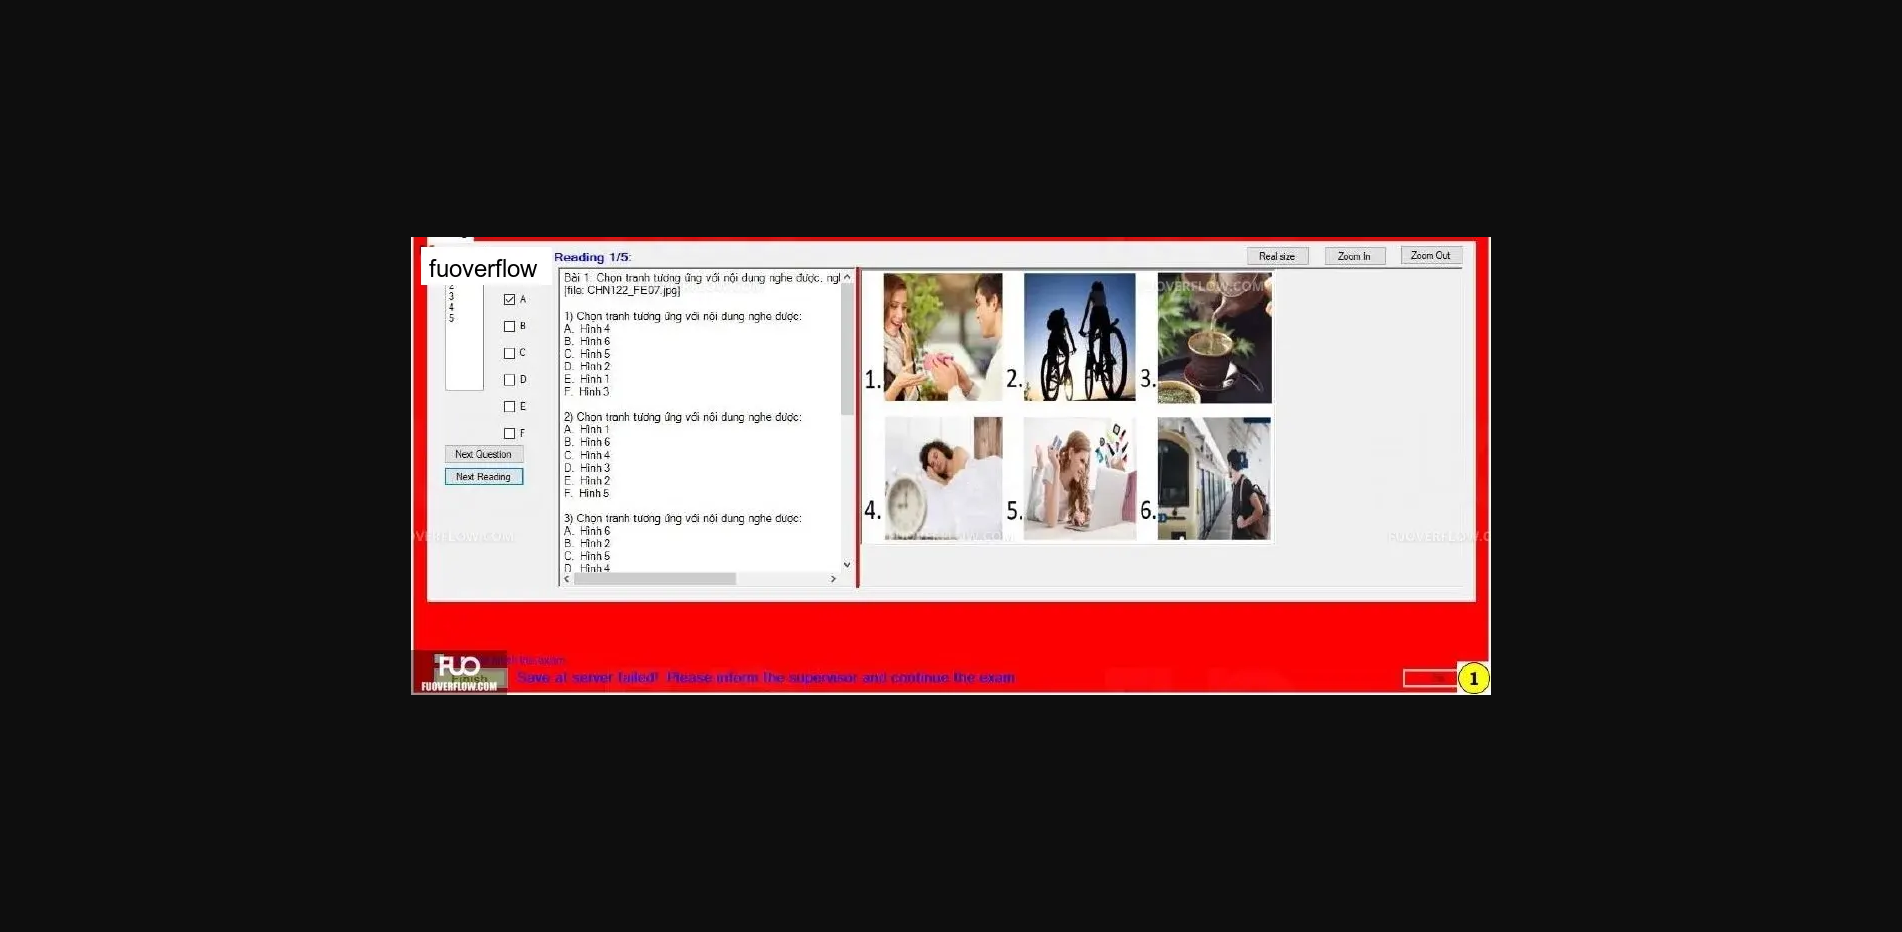 fuoverflow
Reading 1/5:
Real size
Zoom In
Zoom Out
2
3
4
5
A
B
C
D
E
F
Next Question
Next Reading
Bài 1: Chọn tranh tương ứng với nội dung nghe được, ngl
[file: CHN122_FE07.jpg]
1) Chọn tranh tương ứng với nội dung nghe được:
A. Hình 4
B. Hình 6
C. Hình 5
D. Hình 2
E. Hình 1
F. Hình 3
2) Chọn tranh tương ứng với nội dung nghe được:
A. Hình 1
B. Hình 6
C. Hình 4
D. Hình 3
E. Hình 2
F. Hình 5
3) Chọn tranh tương ứng với nội dung nghe được:
A. Hình 6
B. Hình 2
C. Hình 5
D. Hình 4
1.
2.
3.
4.
5.
6.
FUOVERFLOW.COM
this exam
FUO
Finish
FUOVERFLOW.COM
Save at server failed! Please inform the supervisor and continue the exam
1